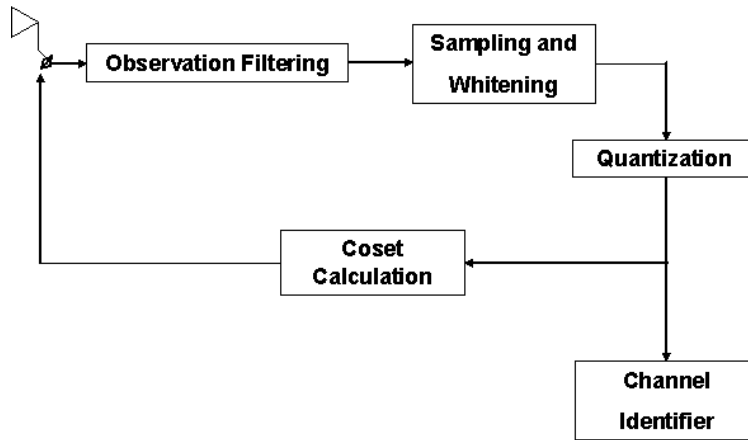 Observation Filtering
Sampling and
Whitening
Quantization
Coset
Calculation
Channel
Identifier